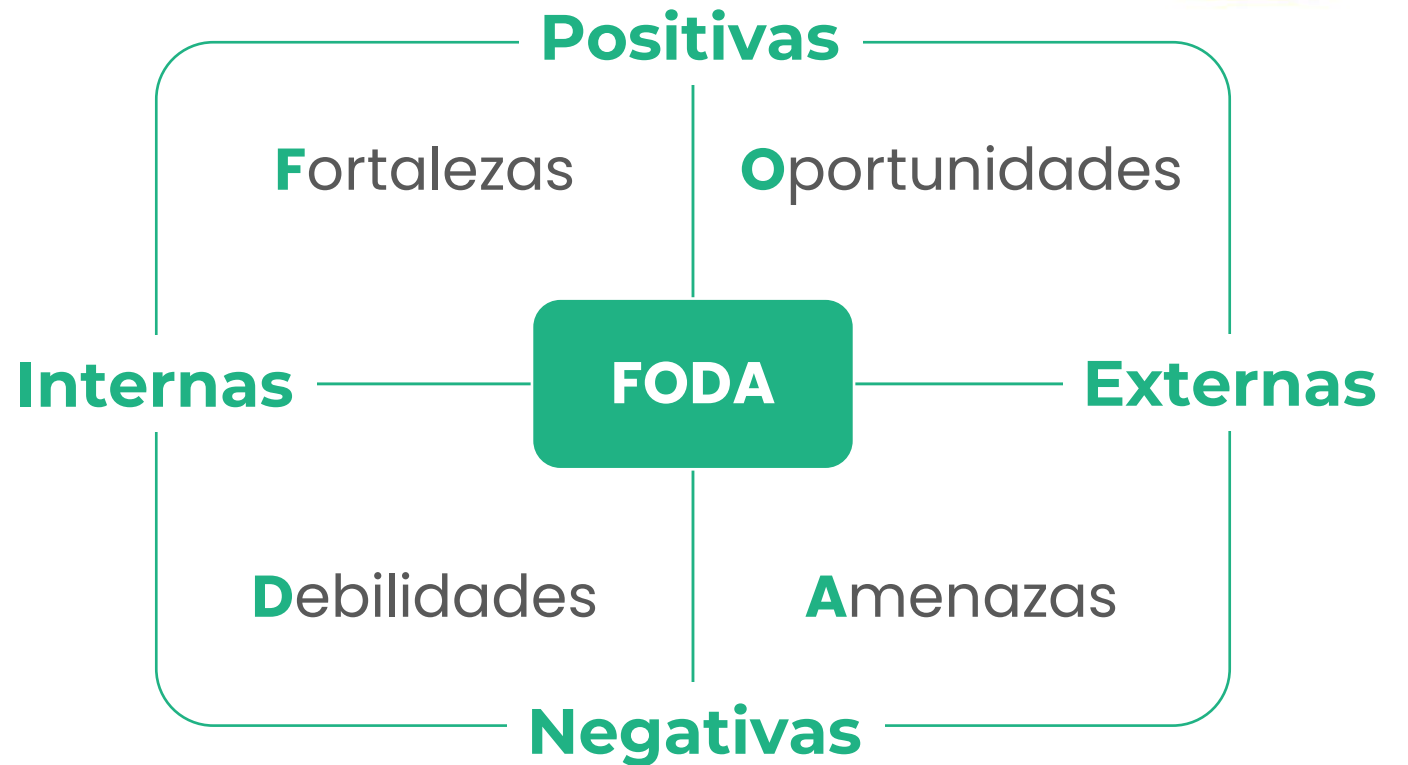 Positivas
Fortalezas
Oportunidades
Internas
FODA
Externas
Debilidades
Amenazas
Negativas